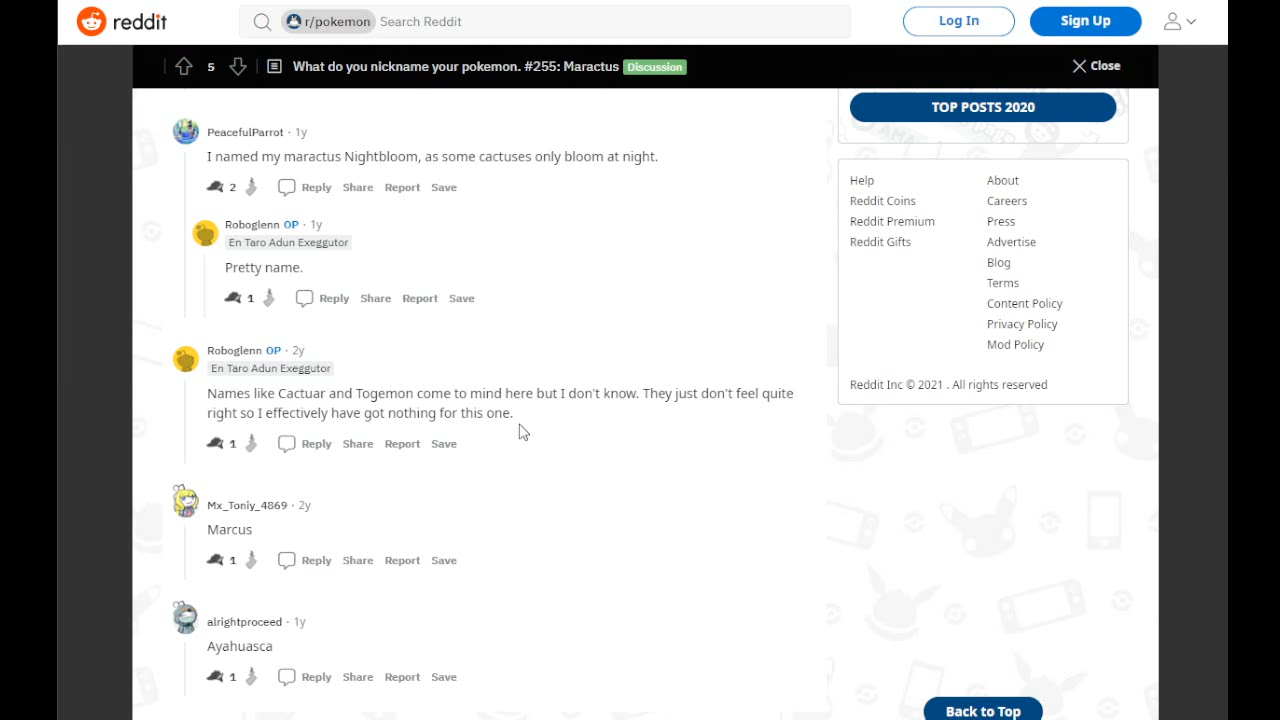 reddit
r/pokemon Search Reddit
Log In
Sign Up
5
What do you nickname your pokemon. #255: Maractus Discussion
Close
PeacefulParrot · 1y
I named my maractus Nightbloom, as some cactuses only bloom at night.
2 Reply Share Report Save
Roboglenn OP · 1y
En Taro Adun Exeggutor
Pretty name.
1 Reply Share Report Save
Roboglenn OP · 2y
En Taro Adun Exeggutor
Names like Cactuar and Togemon come to mind here but I don't know. They just don't feel quite
right so I effectively have got nothing for this one.
1 Reply Share Report Save
Mx_Toniy_4869 · 2y
Marcus
1 Reply Share Report Save
alrightproceed · 1y
Ayahuasca
1 Reply Share Report Save
TOP POSTS 2020
Help
Reddit Coins
Reddit Premium
Reddit Gifts
About
Careers
Press
Advertise
Blog
Terms
Content Policy
Privacy Policy
Mod Policy
Reddit Inc © 2021 . All rights reserved
Back to Top